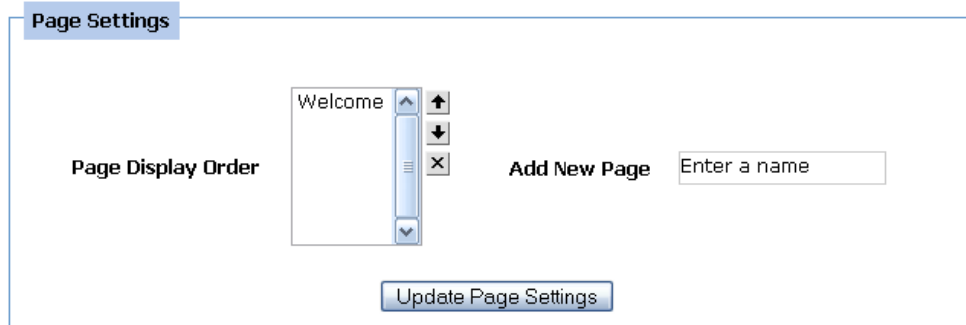 Page Settings
Welcome
Page Display Order
Add New Page
Enter a name
Update Page Settings